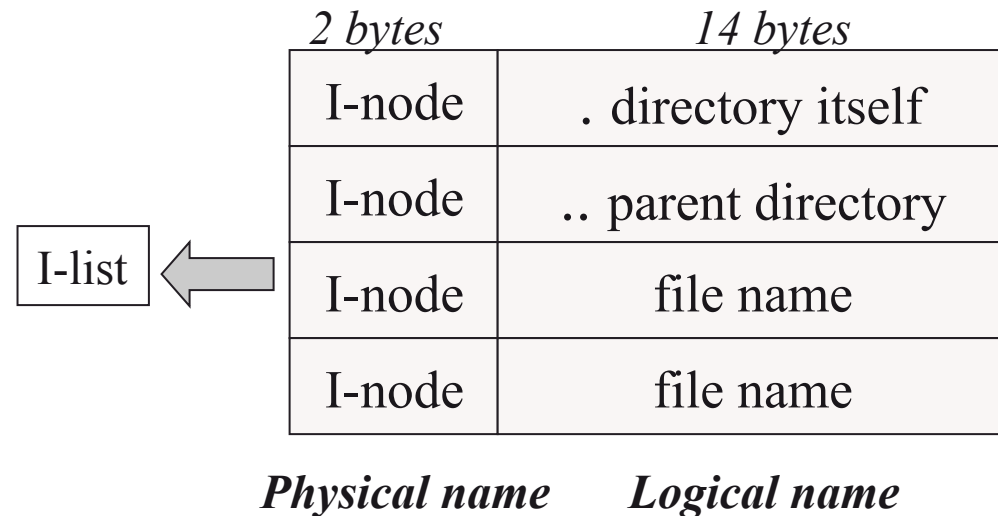 2 bytes 14 bytes
I-node . directory itself
I-node .. parent directory
I-list
I-node file name
I-node file name
Physical name Logical name